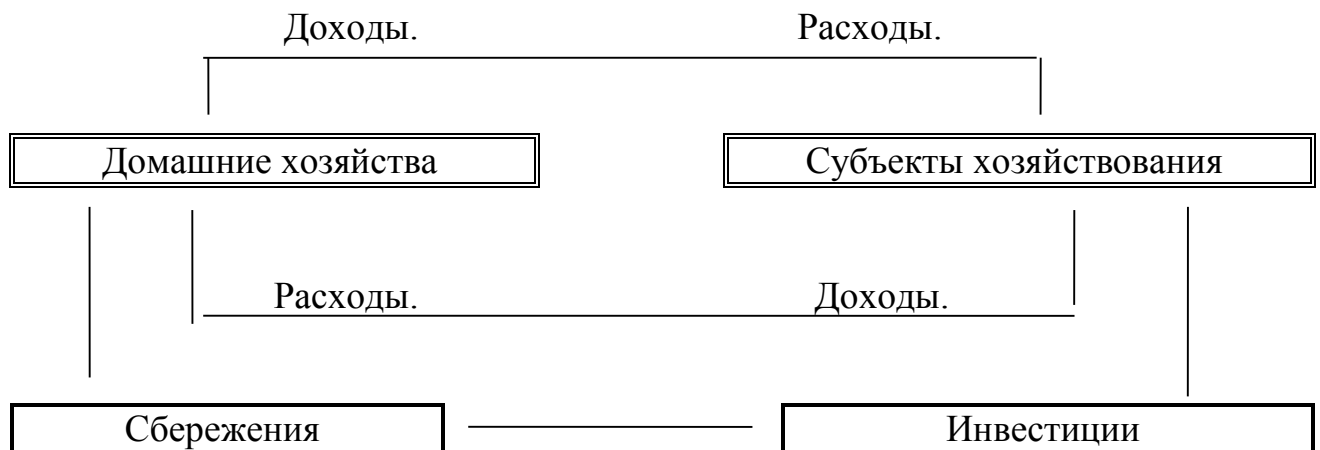 Доходы. Расходы.
Домашние хозяйства Субъекты хозяйствования
Расходы. Доходы.
Сбережения Инвестиции